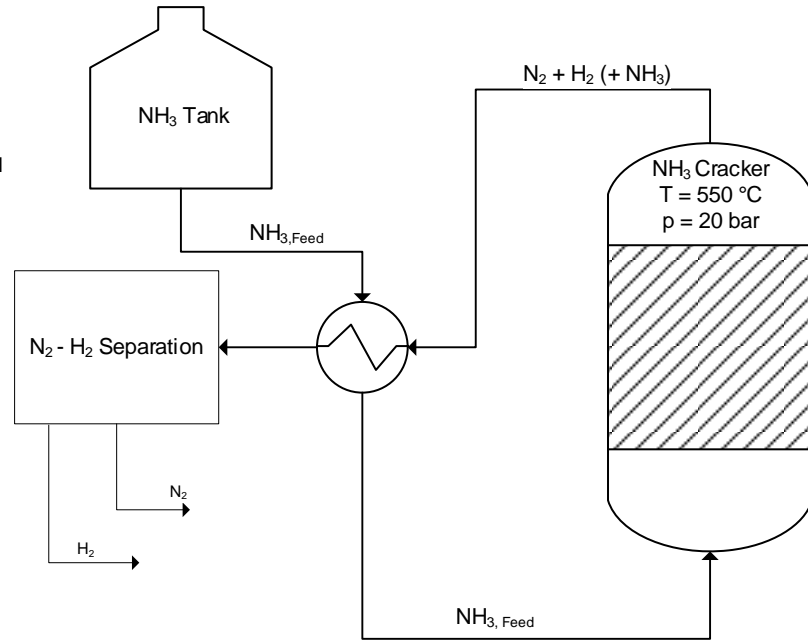 N₂ + H₂ (+ NH₃)
NH₃ Tank
NH₃ Cracker
T = 550 °C
p = 20 bar
NH₃,Feed
N₂ - H₂ Separation
N₂
H₂
NH₃, Feed